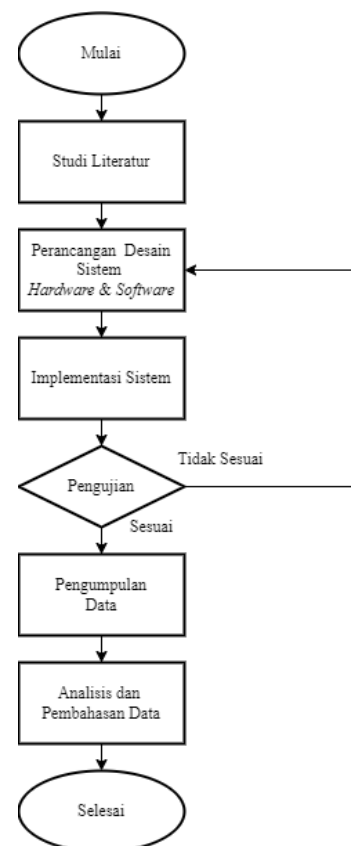 Mulai
Studi Literatur
Perancangan Desain
Sistem
Hardware & Software
Implementasi Sistem
Tidak Sesuai
Pengujian
Sesuai
Pengumpulan
Data
Analisis dan
Pembahasan Data
Selesai